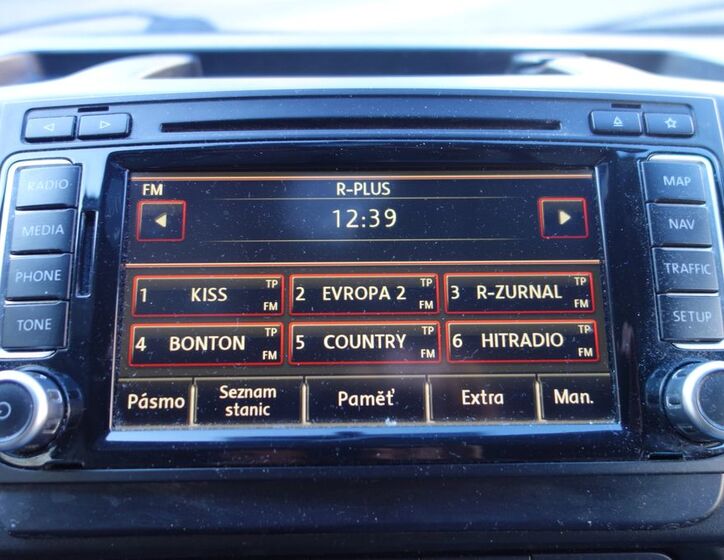 RADIO
MEDIA
PHONE
TONE
FM R-PLUS
12:39
1 KISS TP FM
2 EVROPA 2 TP FM
3 R-ZURNAL TP FM
4 BONTON TP FM
5 COUNTRY TP FM
6 HITRADIO TP FM
Pásmo
Seznam
stanic
Paměť
Extra
Man.
MAP
NAV
TRAFFIC
SETUP